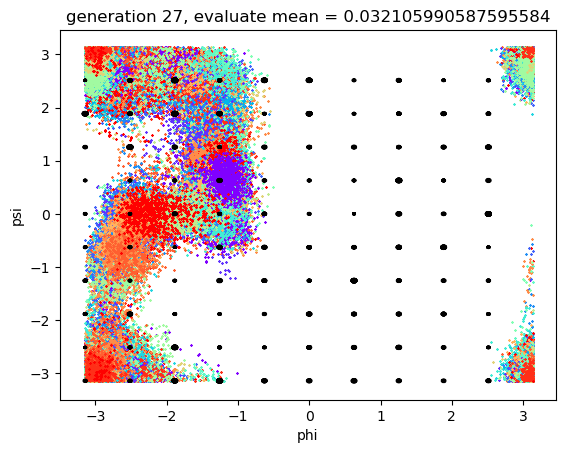 generation 27, evaluate mean = 0.032105990587595584
3
2
1
0
−1
−2
−3
psi
−3 −2 −1 0 1 2 3
phi